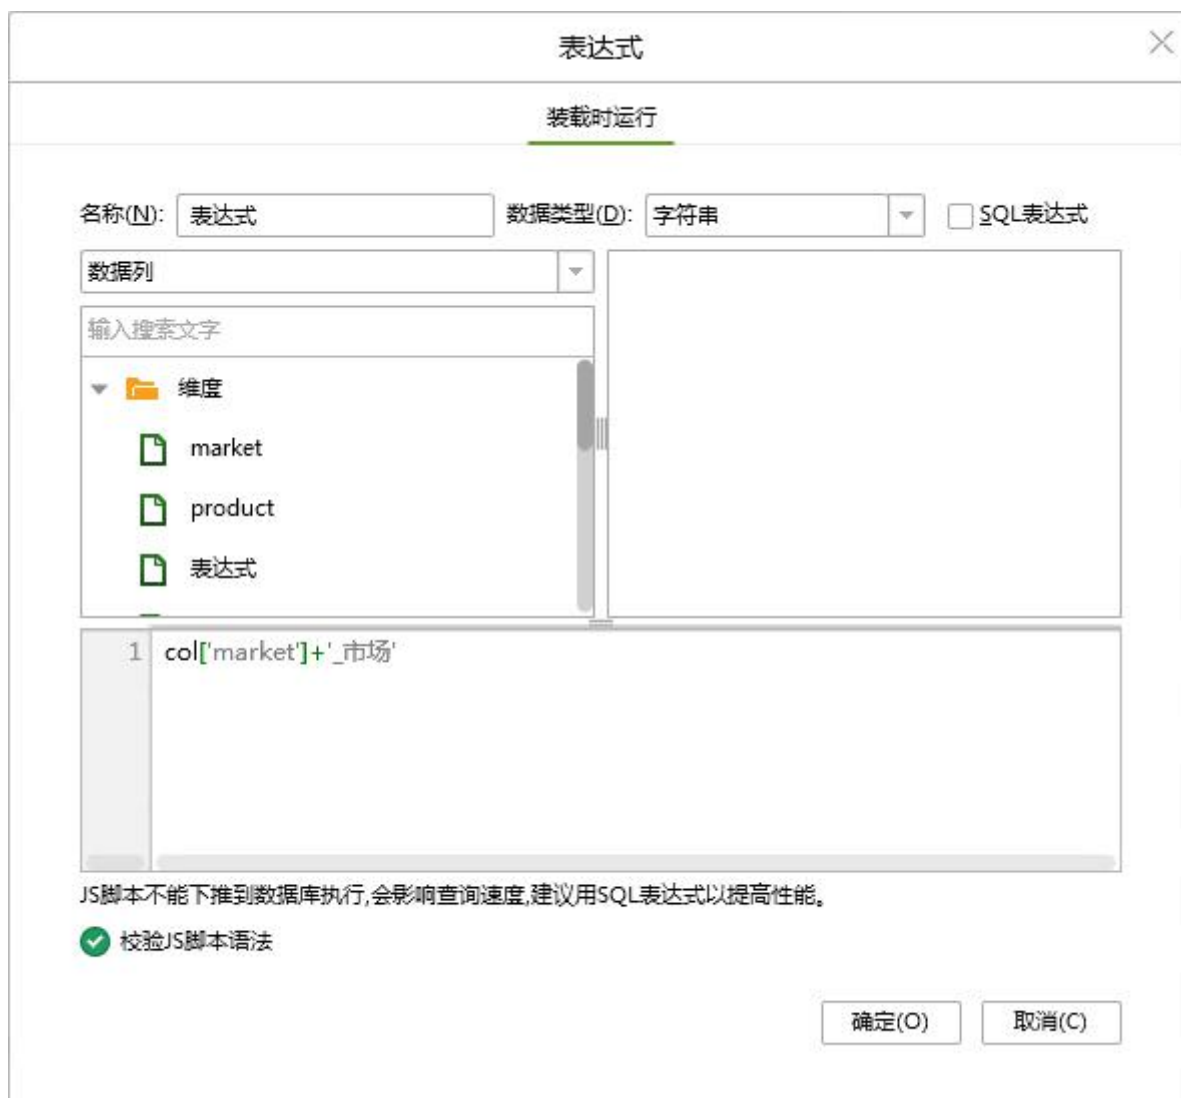 表达式
装载时运行
名称(N): 表达式 数据类型(D): 字符串 SQL表达式
数据列
输入搜索文字
维度
market
product
表达式
1 col['market']+'_市场'
JS脚本不能下推到数据库执行,会影响查询速度,建议用SQL表达式以提高性能。
校验JS脚本语法
确定(O) 取消(C)